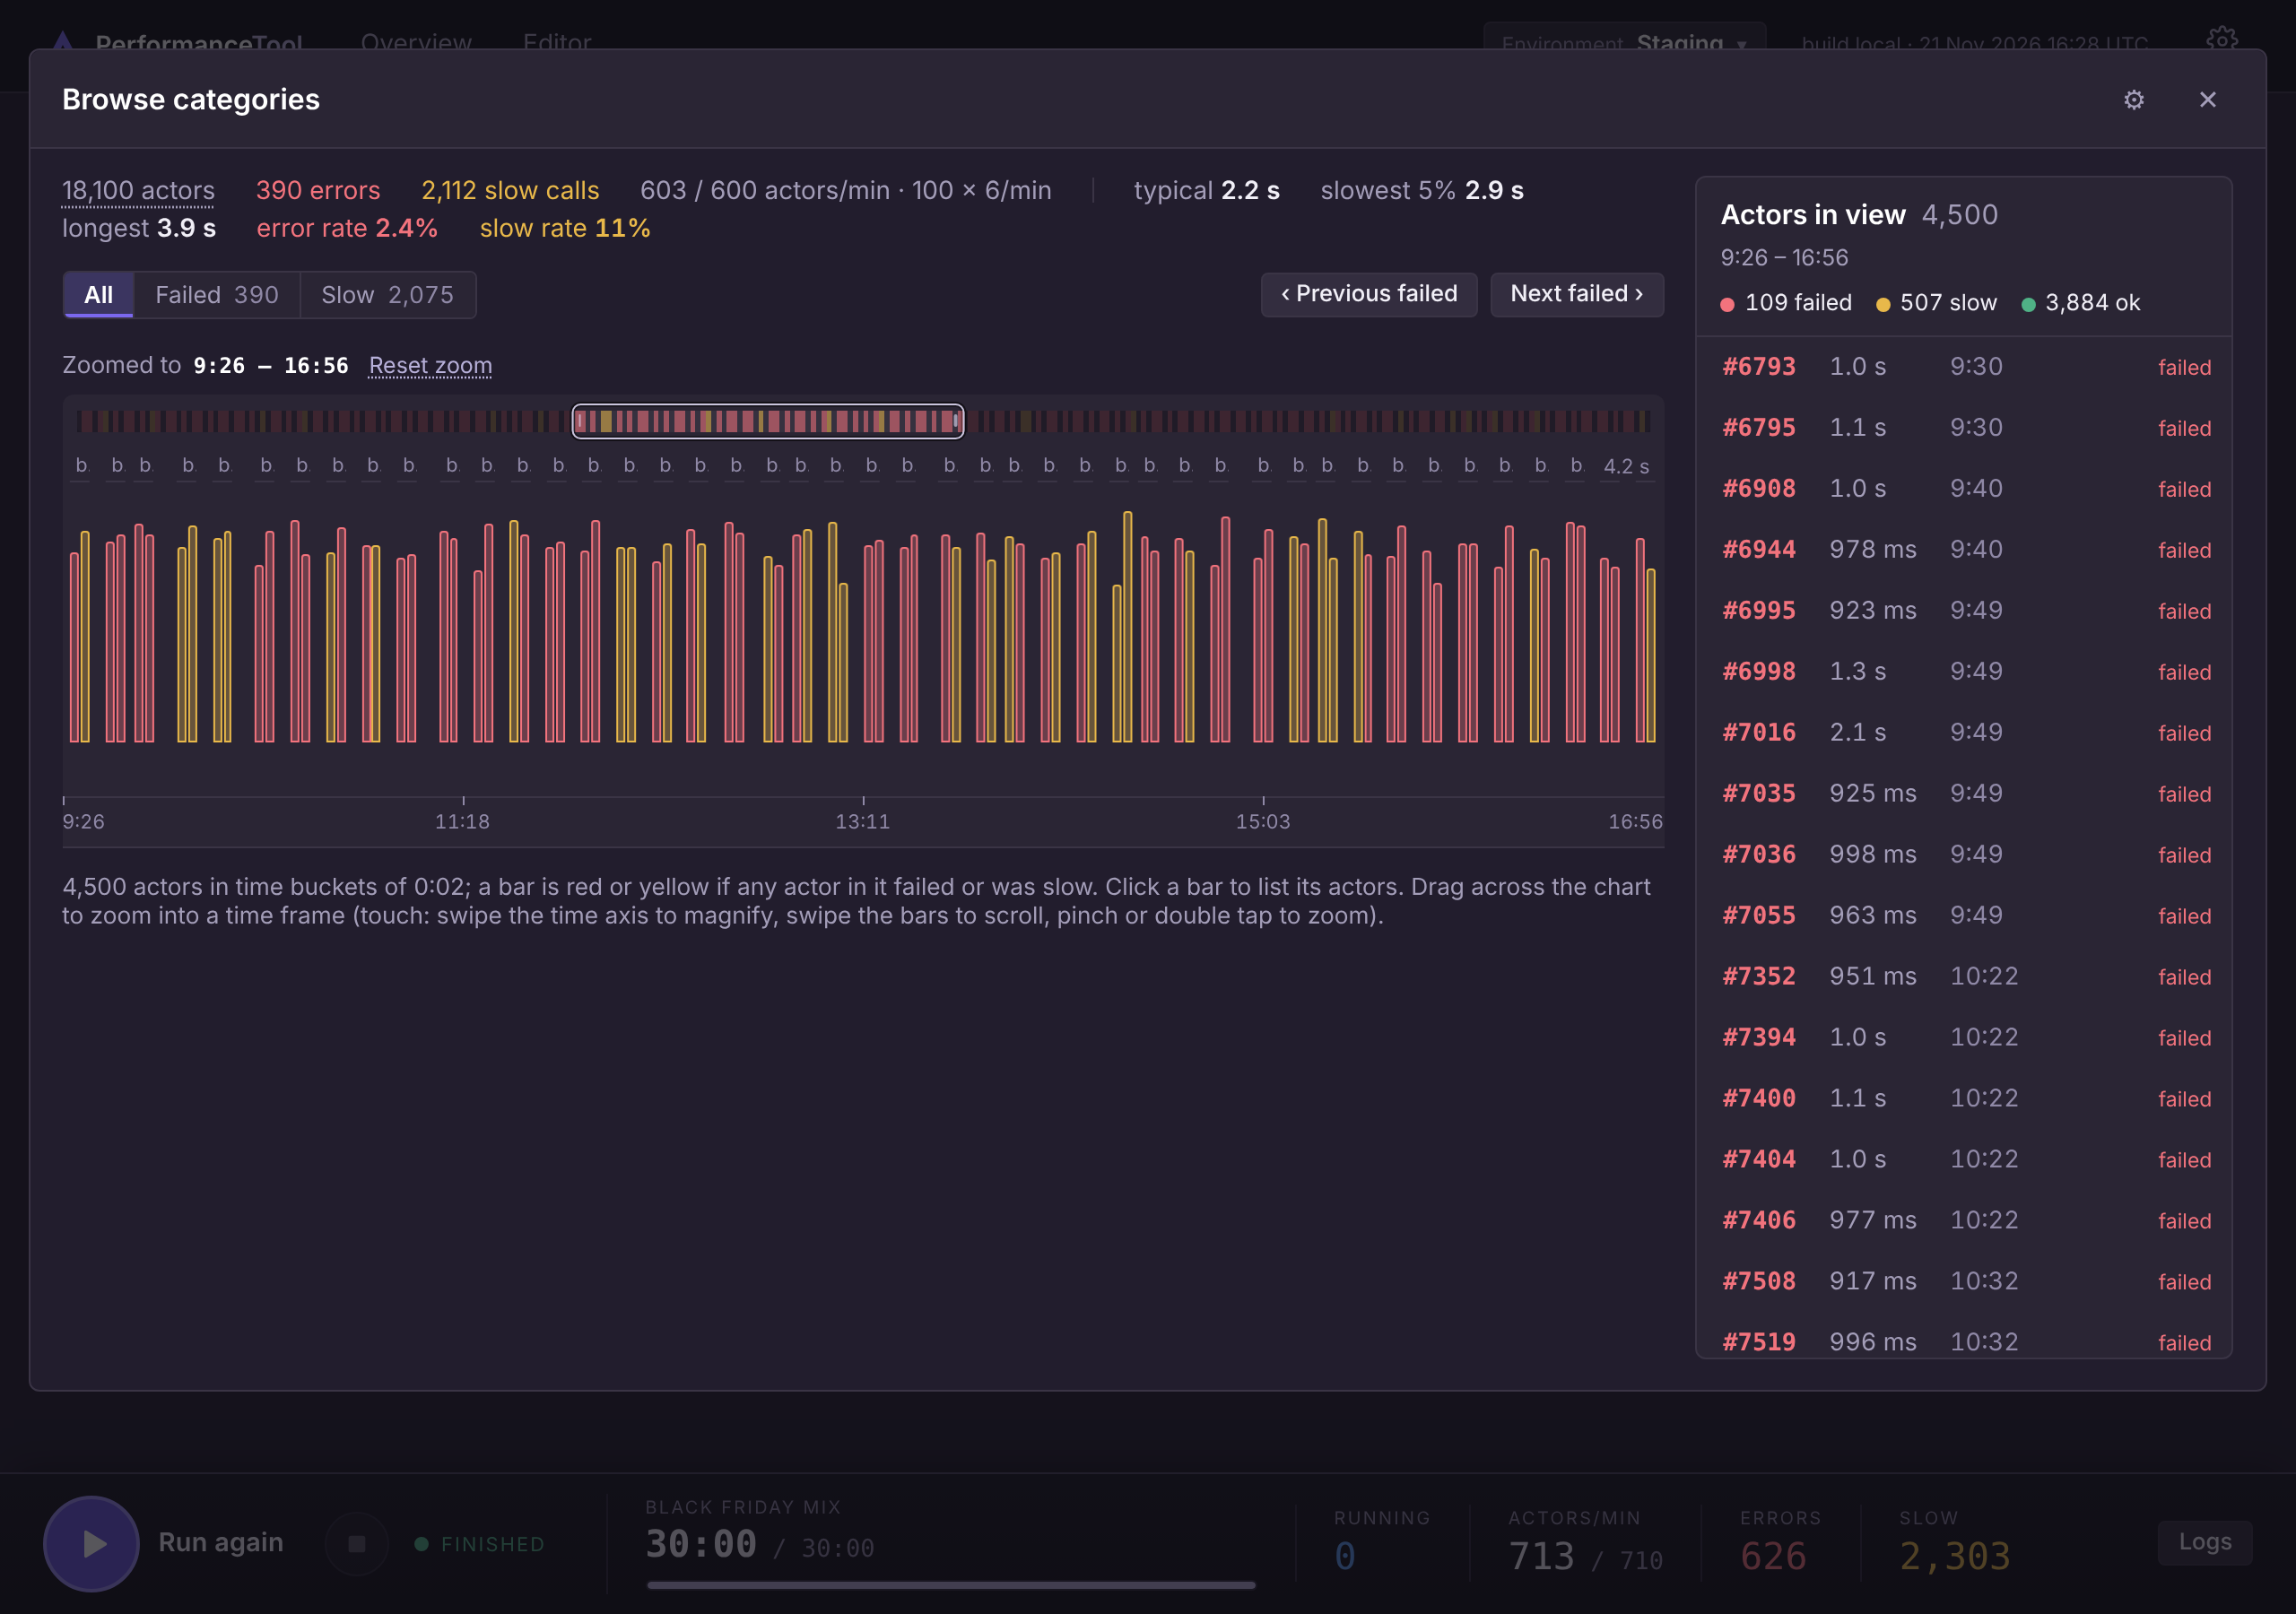 PerformanceTool Overview Editor Environment Staging ▾ build local · 21 Nov 2026 16:28 UTC
Browse categories
18,100 actors 390 errors 2,112 slow calls 603 / 600 actors/min · 100 × 6/min typical 2.2 s slowest 5% 2.9 s
longest 3.9 s error rate 2.4% slow rate 11%
All Failed 390 Slow 2,075 ‹ Previous failed Next failed ›
Zoomed to 9:26 – 16:56 Reset zoom
b. b. b. b. b. b. b. b. b. b. b. b. b. b. b. b. b. b. b. b. b. b. b. b. b. b. b. b. b. b. b. b. b. b. b. b. b. b. b. b. b. b. b. 4.2 s
9:26 11:18 13:11 15:03 16:56
4,500 actors in time buckets of 0:02; a bar is red or yellow if any actor in it failed or was slow. Click a bar to list its actors. Drag across the chart
to zoom into a time frame (touch: swipe the time axis to magnify, swipe the bars to scroll, pinch or double tap to zoom).
Actors in view 4,500
9:26 – 16:56
109 failed 507 slow 3,884 ok
#6793 1.0 s 9:30 failed
#6795 1.1 s 9:30 failed
#6908 1.0 s 9:40 failed
#6944 978 ms 9:40 failed
#6995 923 ms 9:49 failed
#6998 1.3 s 9:49 failed
#7016 2.1 s 9:49 failed
#7035 925 ms 9:49 failed
#7036 998 ms 9:49 failed
#7055 963 ms 9:49 failed
#7352 951 ms 10:22 failed
#7394 1.0 s 10:22 failed
#7400 1.1 s 10:22 failed
#7404 1.0 s 10:22 failed
#7406 977 ms 10:22 failed
#7508 917 ms 10:32 failed
#7519 996 ms 10:32 failed
Run again FINISHED
BLACK FRIDAY MIX
30:00 / 30:00
RUNNING
0
ACTORS/MIN
713 / 710
ERRORS
626
SLOW
2,303
Logs